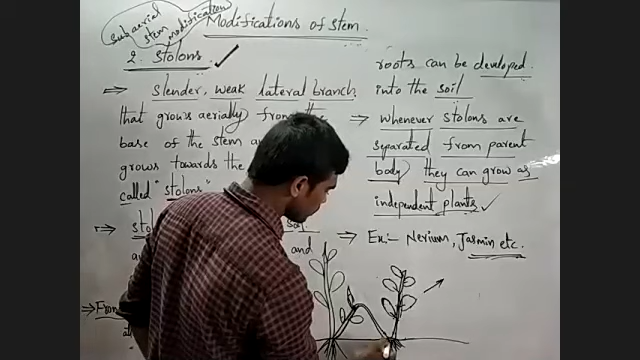 sub aerial
stem modification
Modifications of stem.
2. Stolons
⇒ slender, weak lateral branch
that grows aerially from the
base of the stem
grows towards the
called "stolons"
⇒
and
⇒ From
roots can be developed
into the soil
⇒ whenever stolons are
separated from parent
body, they can grow as
independent plants ✓
⇒ Ex:- Nerium, Jasmin etc.